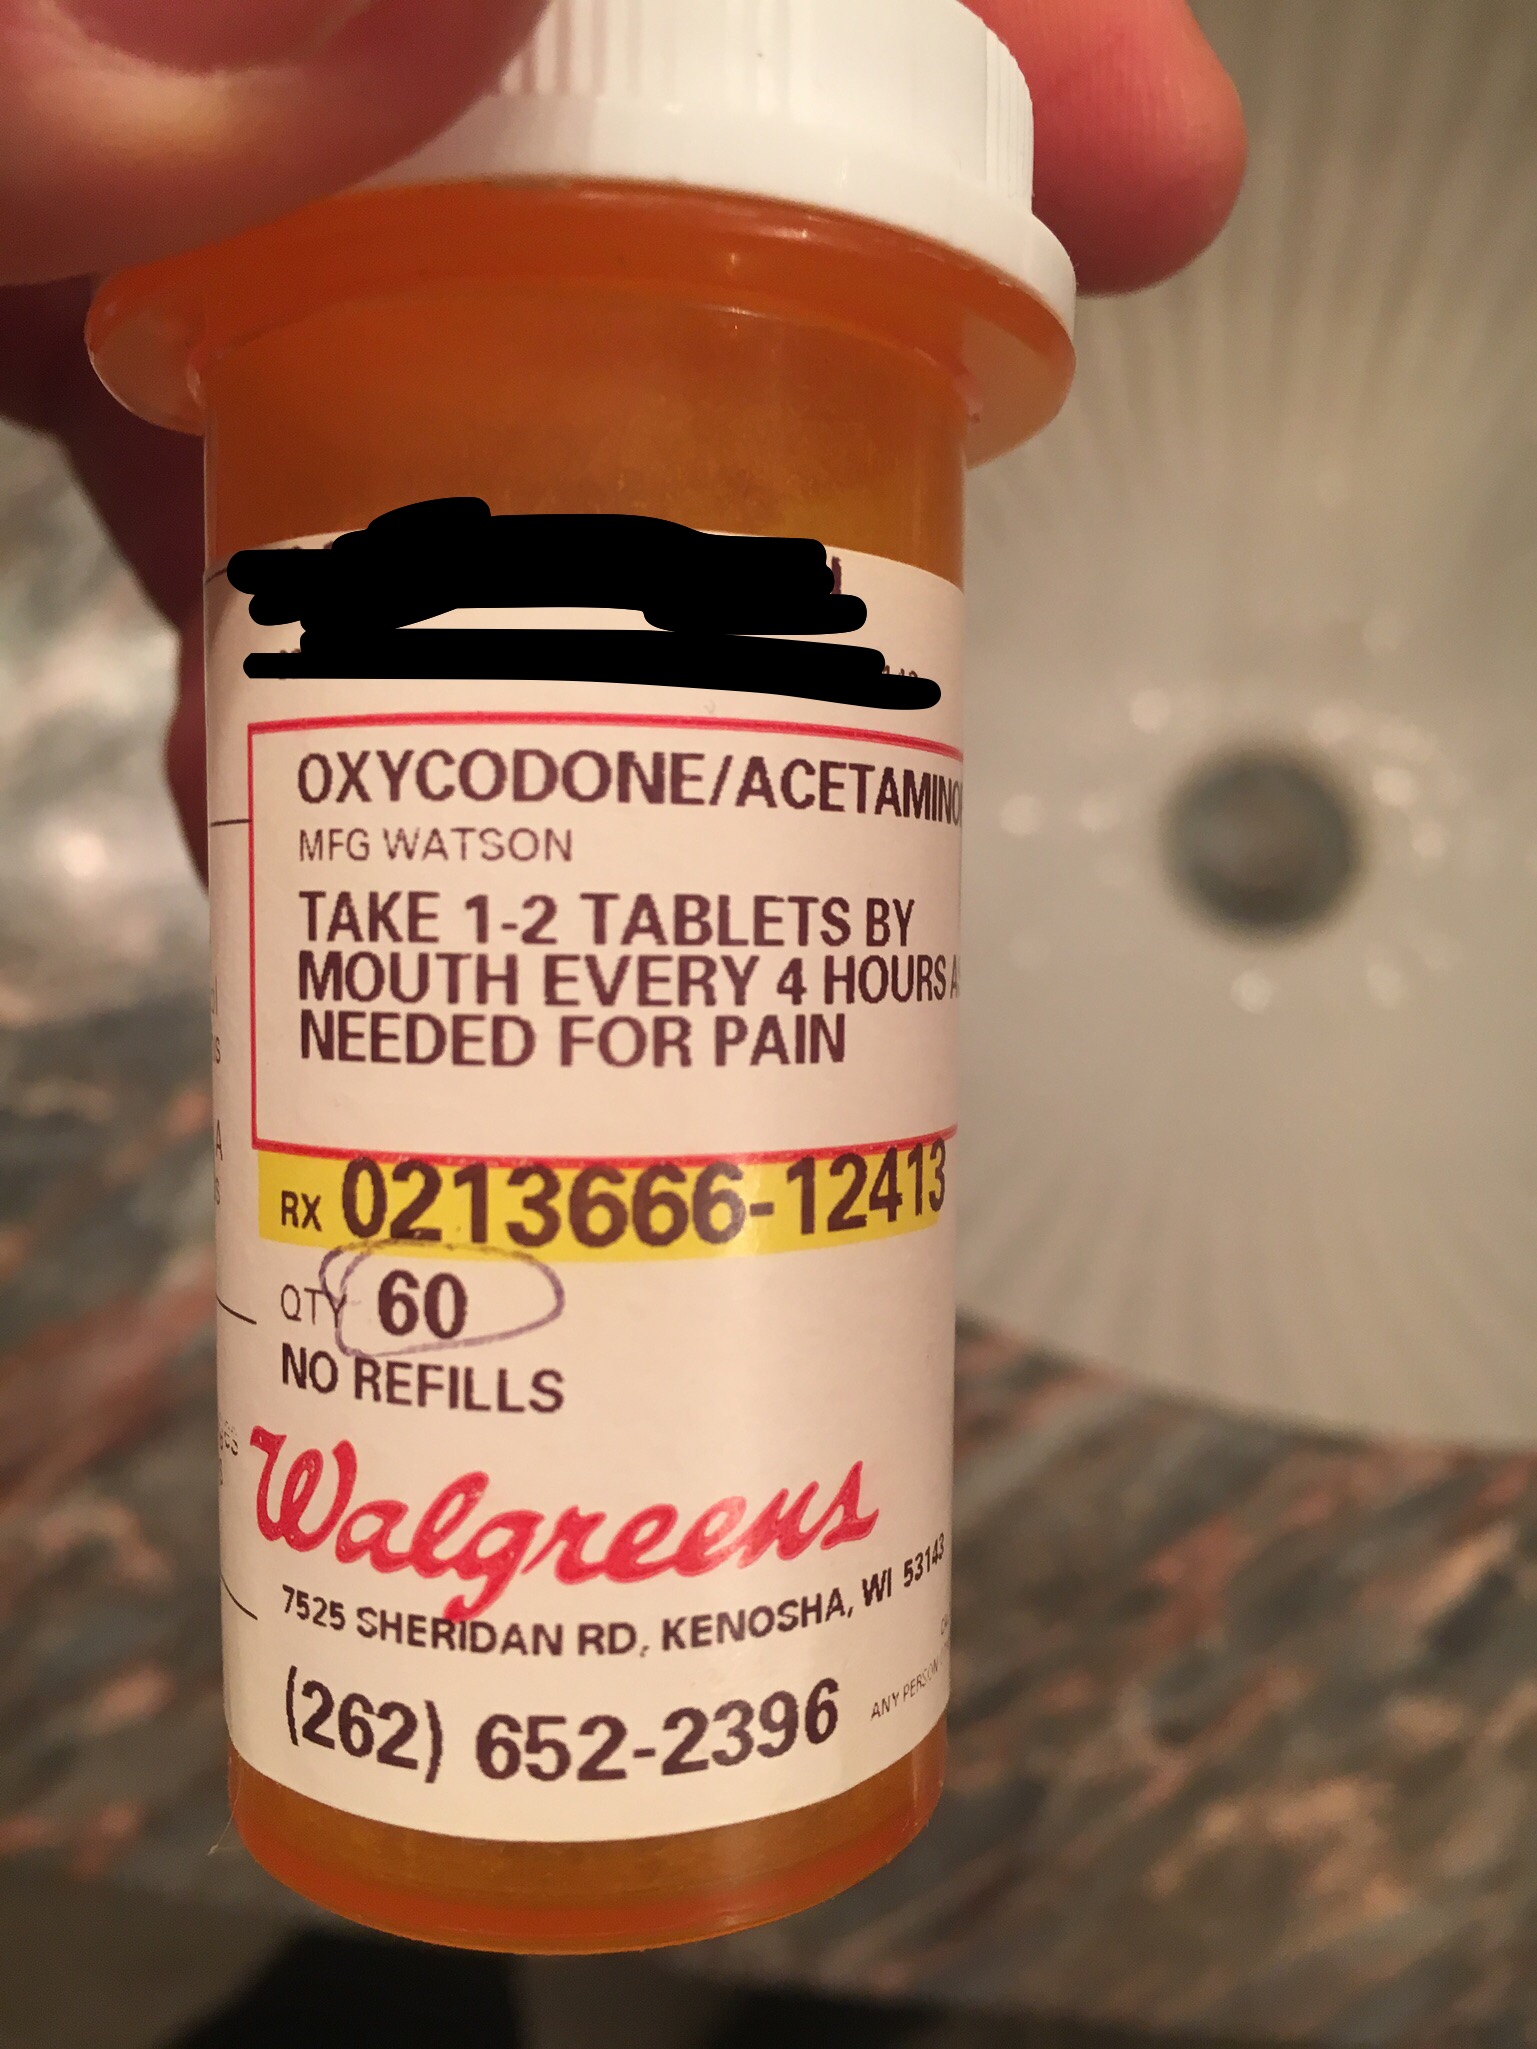 OXYCODONE/ACETAMINO
MFG WATSON
TAKE 1-2 TABLETS BY
MOUTH EVERY 4 HOURS A
NEEDED FOR PAIN
RX 0213666-12413
QTY 60
NO REFILLS
Walgreens
7525 SHERIDAN RD, KENOSHA, WI 53143
(262) 652-2396
ANY PERSON